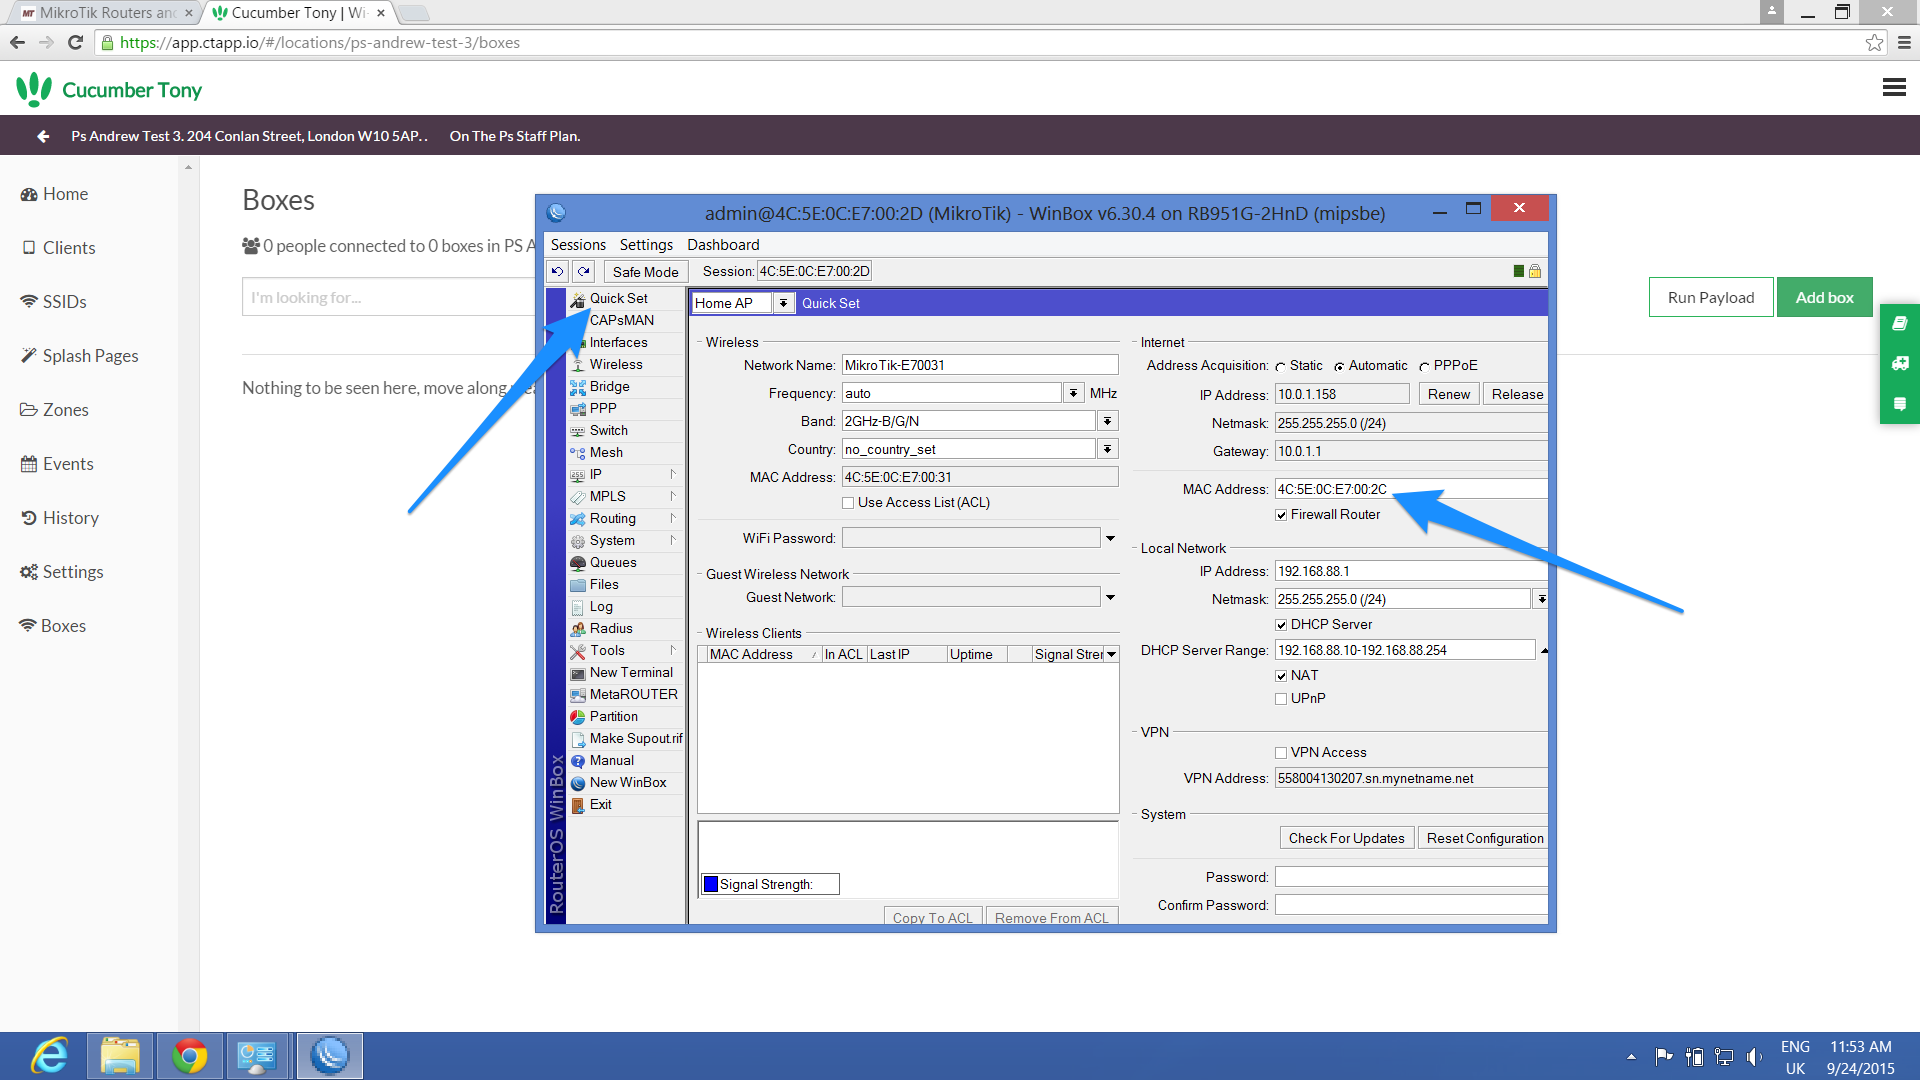 MikroTik Routers and
Cucumber Tony | Wi-
https://app.ctapp.io/#/locations/ps-andrew-test-3/boxes
Cucumber Tony
Ps Andrew Test 3. 204 Conlan Street, London W10 5AP. . On The Ps Staff Plan.
Home
Clients
SSIDs
Splash Pages
Zones
Events
History
Settings
Boxes
Boxes
0 people connected to 0 boxes in PS A
I'm looking for...
Nothing to be seen here, move along
Run Payload
Add box
admin@4C:5E:0C:E7:00:2D (MikroTik) - WinBox v6.30.4 on RB951G-2HnD (mipsbe)
Sessions Settings Dashboard
Safe Mode Session: 4C:5E:0C:E7:00:2D
RouterOS WinBox
Quick Set
CAPsMAN
Interfaces
Wireless
Bridge
PPP
Switch
Mesh
IP
MPLS
Routing
System
Queues
Files
Log
Radius
Tools
New Terminal
MetaROUTER
Partition
Make Supout.rif
Manual
New WinBox
Exit
Home AP Quick Set
Wireless
Network Name: MikroTik-E70031
Frequency: auto MHz
Band: 2GHz-B/G/N
Country: no_country_set
MAC Address: 4C:5E:0C:E7:00:31
Use Access List (ACL)
WiFi Password:
Guest Wireless Network
Guest Network:
Wireless Clients
MAC Address In ACL Last IP Uptime Signal Strer
Signal Strength:
Copy To ACL Remove From ACL
Internet
Address Acquisition: Static Automatic PPPoE
IP Address: 10.0.1.158 Renew Release
Netmask: 255.255.255.0 (/24)
Gateway: 10.0.1.1
MAC Address: 4C:5E:0C:E7:00:2C
Firewall Router
Local Network
IP Address: 192.168.88.1
Netmask: 255.255.255.0 (/24)
DHCP Server
DHCP Server Range: 192.168.88.10-192.168.88.254
NAT
UPnP
VPN
VPN Access
VPN Address: 558004130207.sn.mynetname.net
System
Check For Updates Reset Configuration
Password:
Confirm Password:
ENG 11:53 AM
UK 9/24/2015